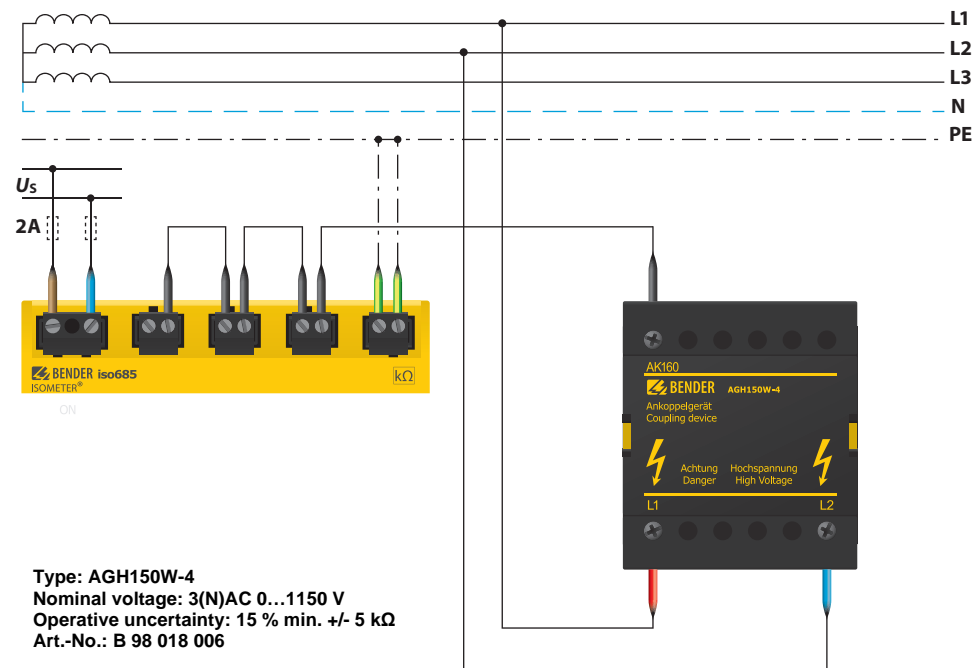 L1
L2
L3
N
PE
US
2A
BENDER iso685
ISOMETER®
kΩ
ON
AK160
BENDER AGH150W-4
Ankoppelgerät
Coupling device
Achtung Hochspannung
Danger High Voltage
L1 L2
Type: AGH150W-4
Nominal voltage: 3(N)AC 0…1150 V
Operative uncertainty: 15 % min. +/- 5 kΩ
Art.-No.: B 98 018 006